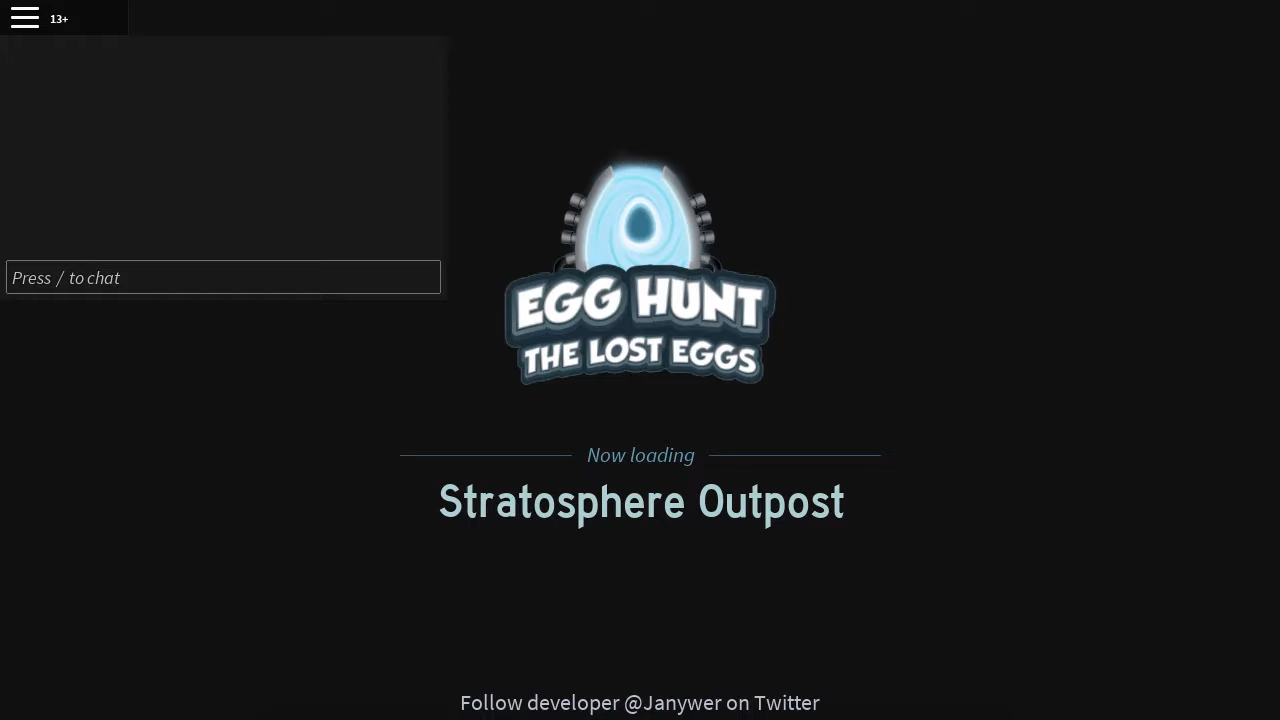 13+
Press / to chat
EGG HUNT
THE LOST EGGS
Now loading
Stratosphere Outpost
Follow developer @Janywer on Twitter